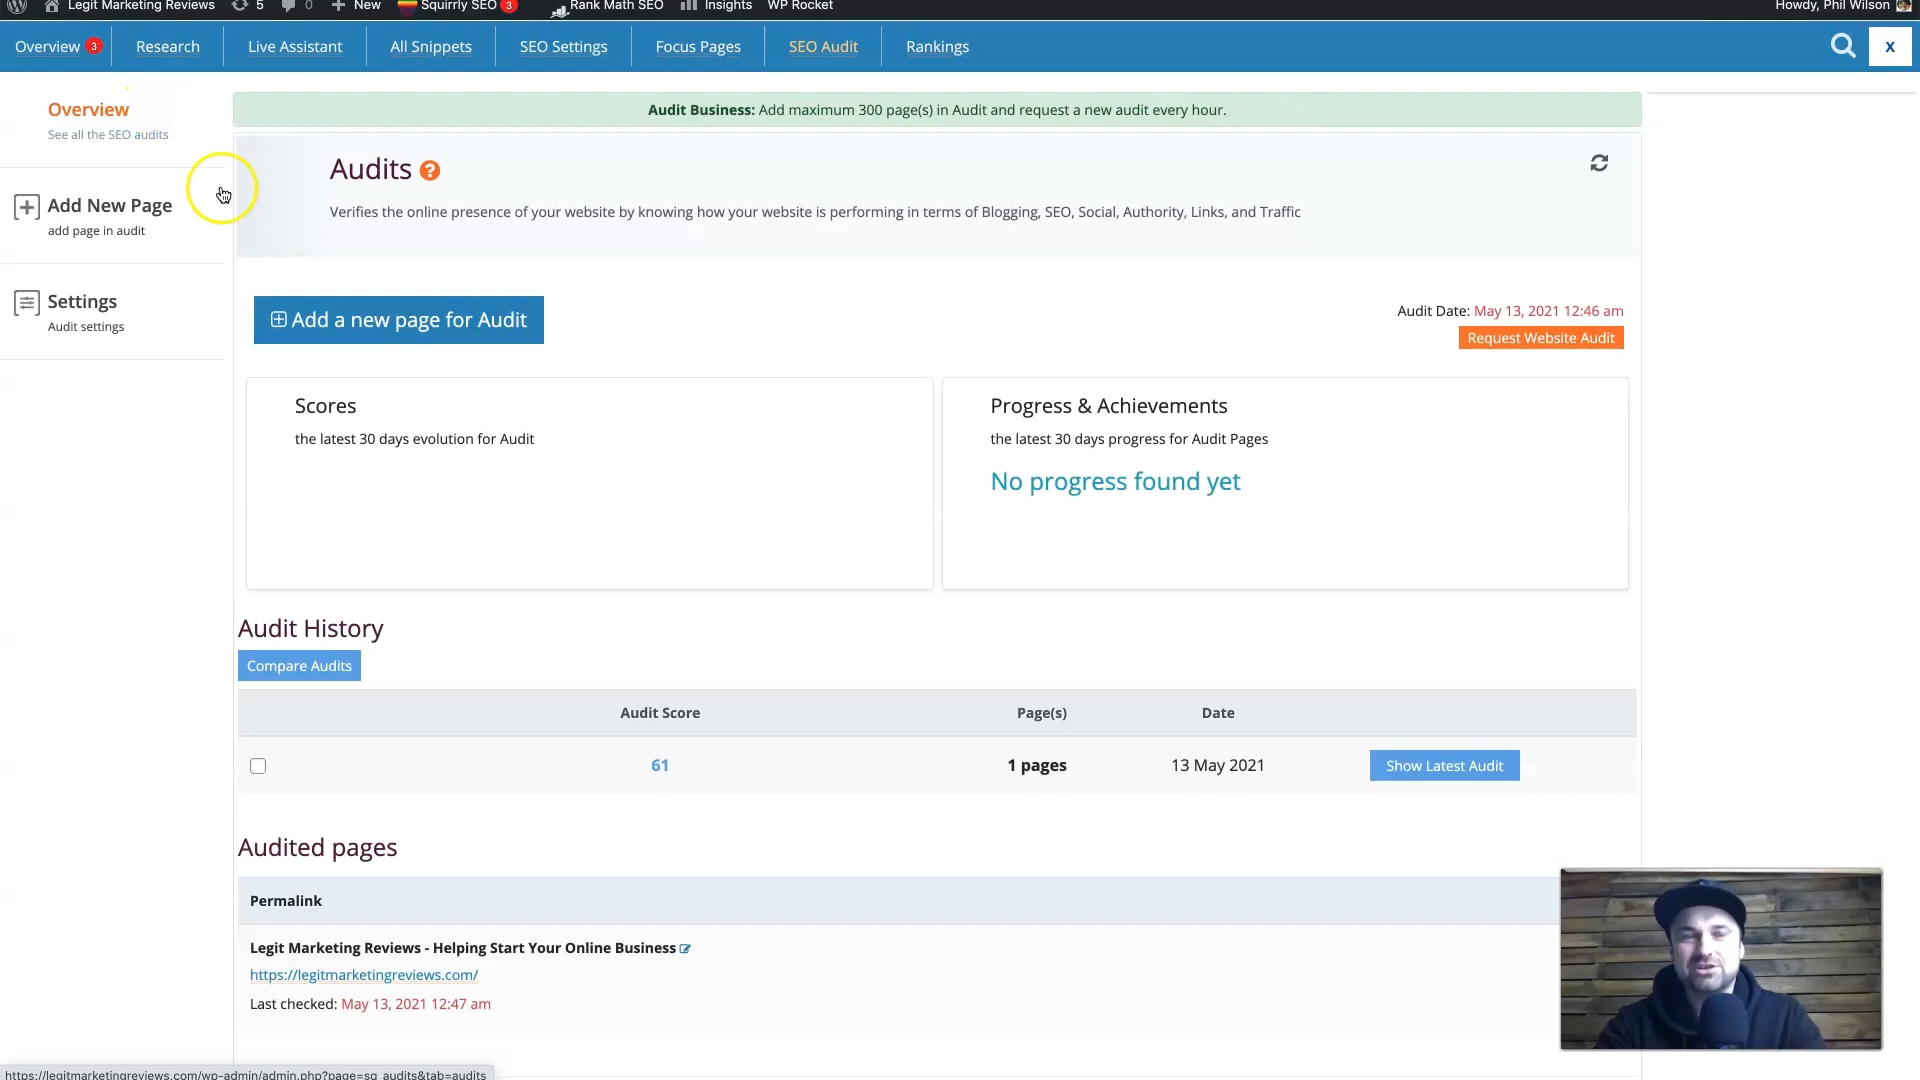 Legit Marketing Reviews 5 0 New Squirrly SEO 3 Rank Math SEO Insights WP Rocket Howdy, Phil Wilson
Overview 3 Research Live Assistant All Snippets SEO Settings Focus Pages SEO Audit Rankings X
Overview
See all the SEO audits
Add New Page
add page in audit
Settings
Audit settings
Audit Business: Add maximum 300 page(s) in Audit and request a new audit every hour.
Audits ?
Verifies the online presence of your website by knowing how your website is performing in terms of Blogging, SEO, Social, Authority, Links, and Traffic
Add a new page for Audit
Audit Date: May 13, 2021 12:46 am
Request Website Audit
Scores
the latest 30 days evolution for Audit
Progress & Achievements
the latest 30 days progress for Audit Pages
No progress found yet
Audit History
Compare Audits
Audit Score Page(s) Date
61 1 pages 13 May 2021 Show Latest Audit
Audited pages
Permalink
Legit Marketing Reviews - Helping Start Your Online Business
https://legitmarketingreviews.com/
Last checked: May 13, 2021 12:47 am
https://legitmarketingreviews.com/wp-admin/admin.php?page=sq_audits&tab=audits